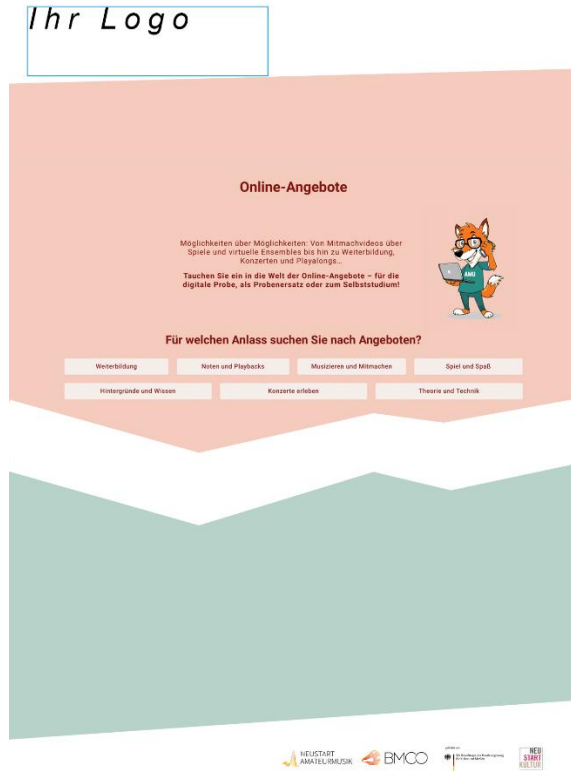 Ihr Logo
Online-Angebote
Möglichkeiten über Möglichkeiten: Von Mitmachvideos über
Spiele und virtuelle Ensembles bis hin zu Weiterbildung,
Konzerten und Playalongs...
Tauchen Sie ein in die Welt der Online-Angebote – für die
digitale Probe, als Probenersatz oder zum Selbststudium!
AMU
Für welchen Anlass suchen Sie nach Angeboten?
Weiterbildung
Noten und Playbacks
Musizieren und Mitmachen
Spiel und Spaß
Hintergründe und Wissen
Konzerte erleben
Theorie und Technik
NEUSTART
AMATEURMUSIK
BMCO
NEU
START
KULTUR